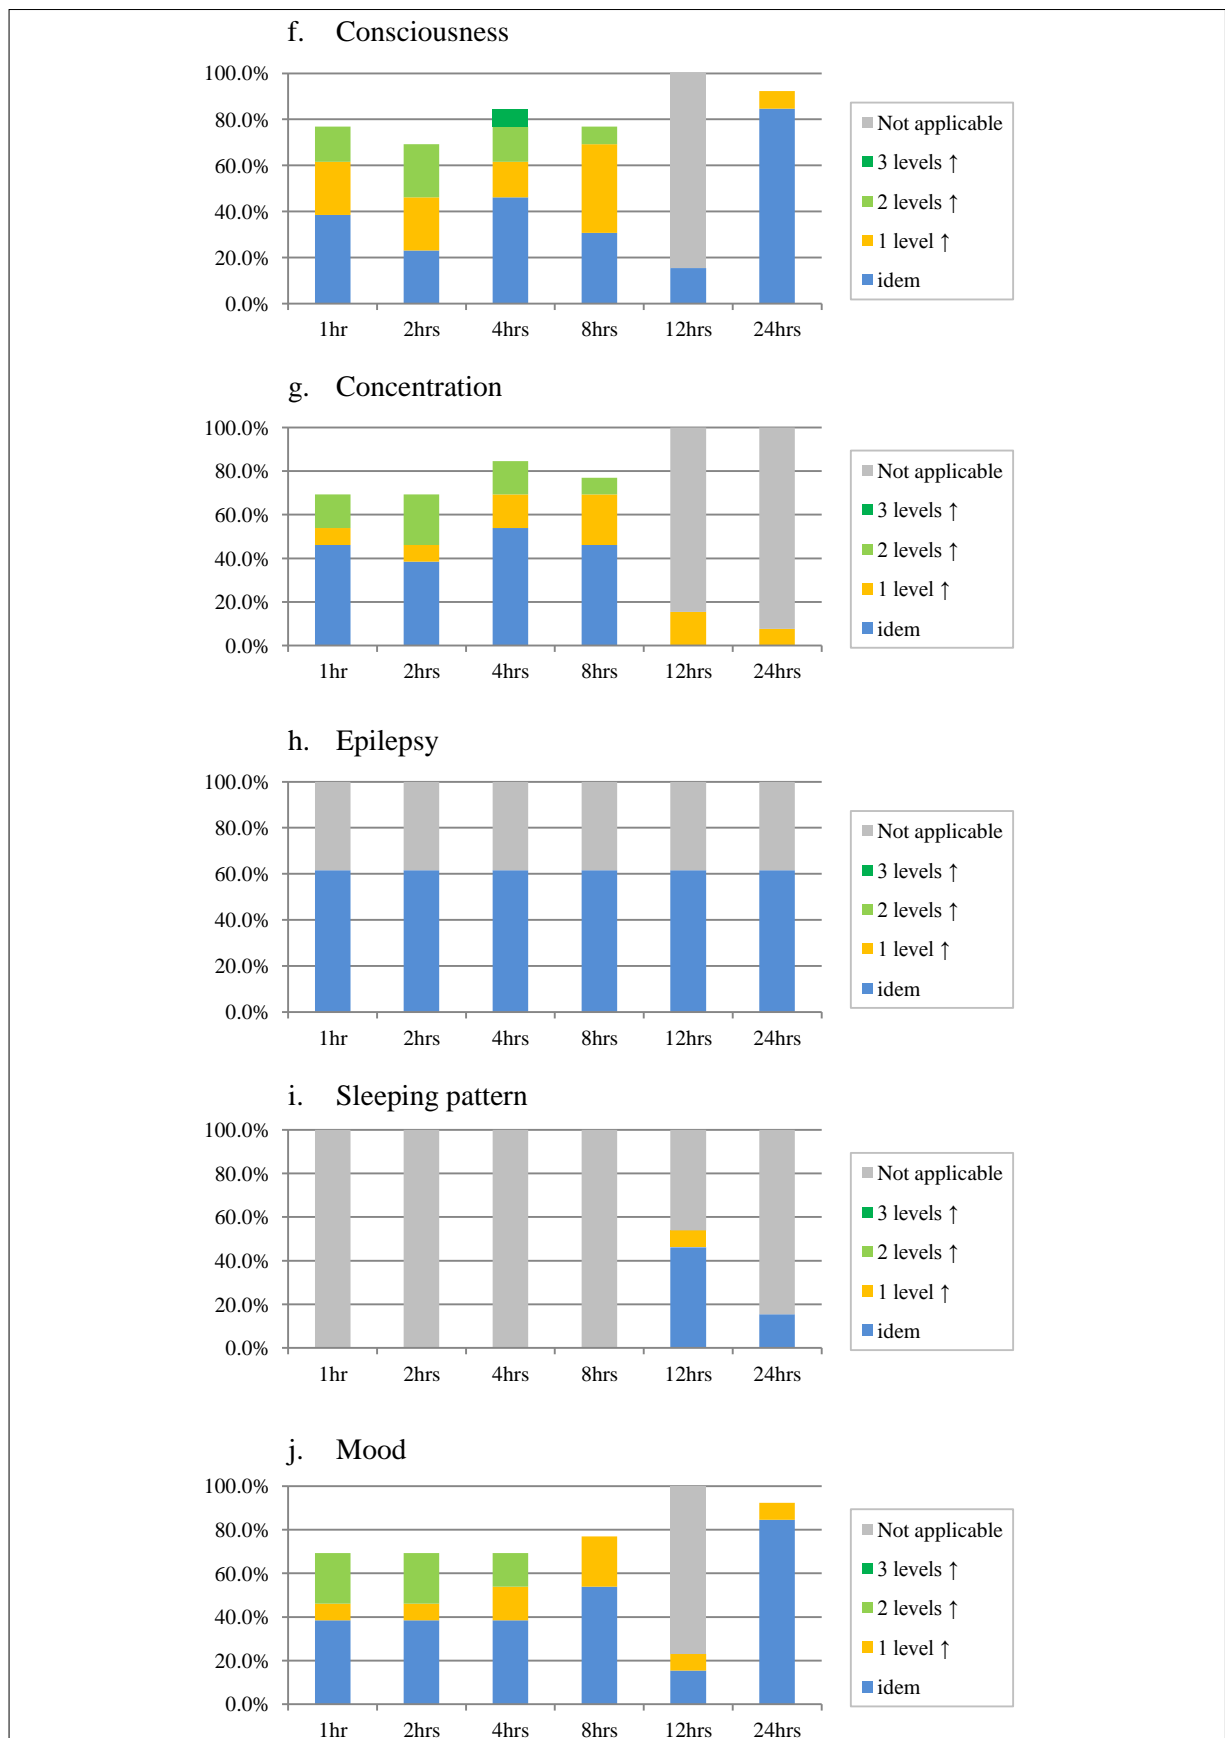 f. Consciousness
100.0%
80.0%
60.0%
40.0%
20.0%
0.0%
1hr 2hrs 4hrs 8hrs 12hrs 24hrs
Not applicable
3 levels ↑
2 levels ↑
1 level ↑
idem
g. Concentration
100.0%
80.0%
60.0%
40.0%
20.0%
0.0%
1hr 2hrs 4hrs 8hrs 12hrs 24hrs
Not applicable
3 levels ↑
2 levels ↑
1 level ↑
idem
h. Epilepsy
100.0%
80.0%
60.0%
40.0%
20.0%
0.0%
1hr 2hrs 4hrs 8hrs 12hrs 24hrs
Not applicable
3 levels ↑
2 levels ↑
1 level ↑
idem
i. Sleeping pattern
100.0%
80.0%
60.0%
40.0%
20.0%
0.0%
1hr 2hrs 4hrs 8hrs 12hrs 24hrs
Not applicable
3 levels ↑
2 levels ↑
1 level ↑
idem
j. Mood
100.0%
80.0%
60.0%
40.0%
20.0%
0.0%
1hr 2hrs 4hrs 8hrs 12hrs 24hrs
Not applicable
3 levels ↑
2 levels ↑
1 level ↑
idem